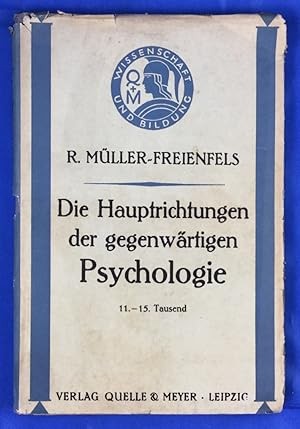 WISSENSCHAFT
UND BILDUNG
Q+M
R. MÜLLER-FREIENFELS
Die Hauptrichtungen
der gegenwärtigen
Psychologie
11.–15. Tausend
VERLAG QUELLE & MEYER · LEIPZIG